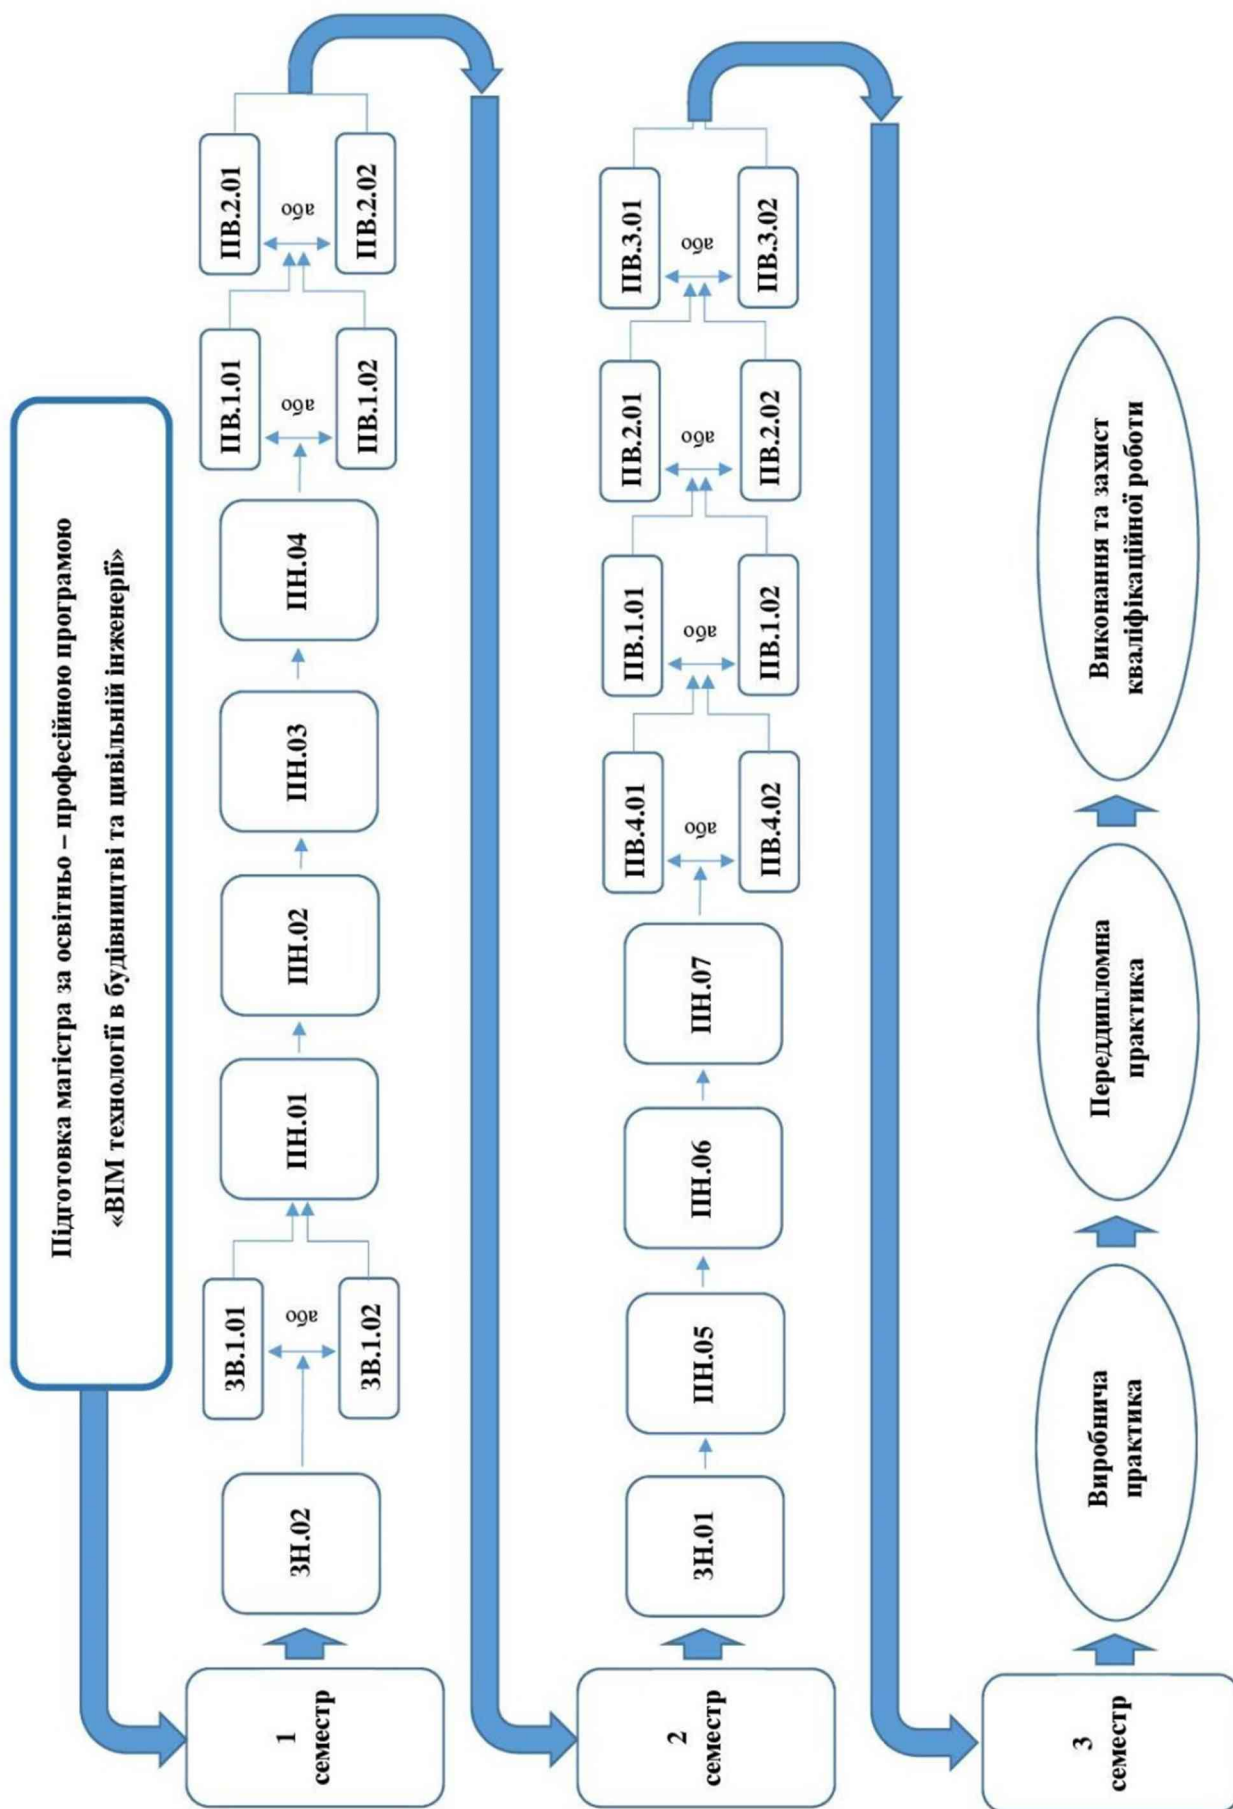 Підготовка магістра за освітньо – професійною програмою
«BIM технології в будівництві та цивільній інженерії»
1
семестр
ЗН.02
ЗВ.1.01
або
ЗВ.1.02
ПН.01
ПН.02
ПН.03
ПН.04
ПВ.1.01
або
ПВ.1.02
ПВ.2.01
або
ПВ.2.02
2
семестр
ЗН.01
ПН.05
ПН.06
ПН.07
ПВ.4.01
або
ПВ.4.02
ПВ.1.01
або
ПВ.1.02
ПВ.2.01
або
ПВ.2.02
ПВ.3.01
або
ПВ.3.02
3
семестр
Виробнича
практика
Переддипломна
практика
Виконання та захист
кваліфікаційної роботи